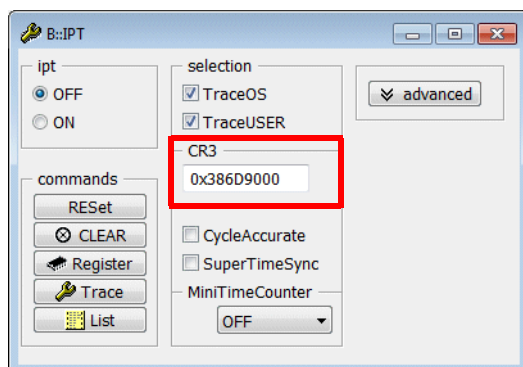 B::IPT
ipt
OFF
ON
commands
RESet
CLEAR
Register
Trace
List
selection
TraceOS
TraceUSER
CR3
0x386D9000
CycleAccurate
SuperTimeSync
MiniTimeCounter
OFF
advanced